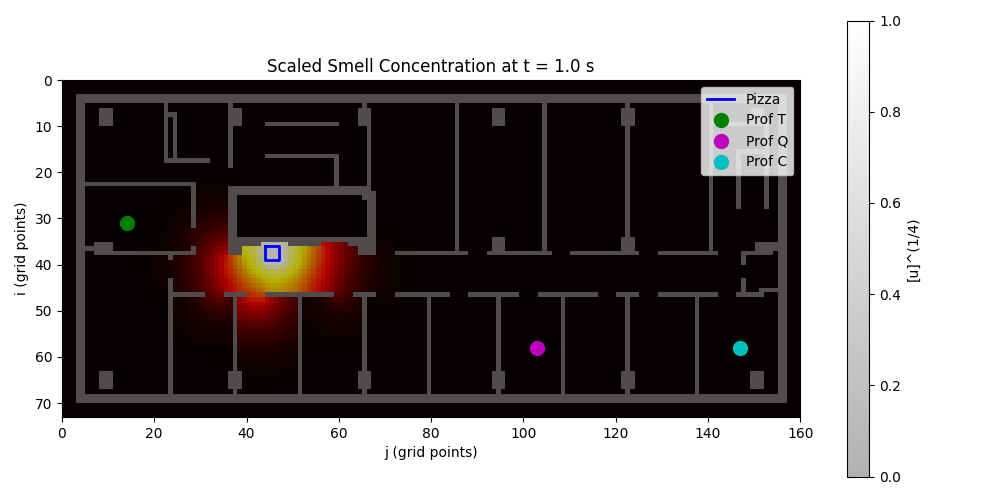 Scaled Smell Concentration at t = 1.0 s
Pizza
Prof T
Prof Q
Prof C
0
10
20
30
40
50
60
70
i (grid points)
0
20
40
60
80
100
120
140
160
j (grid points)
1.0
0.8
0.6
0.4
0.2
0.0
[u]^(1/4)